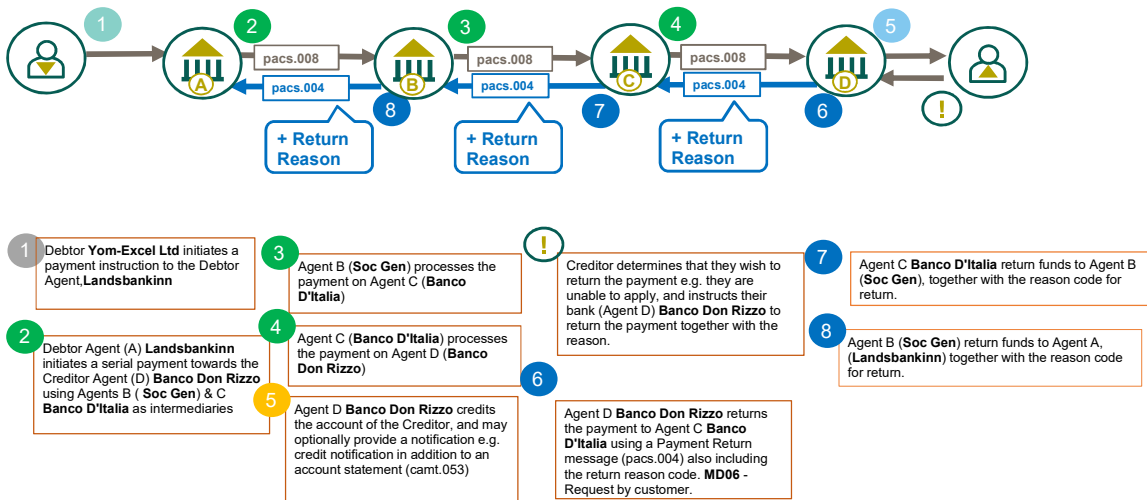 1
2
3
4
5
pacs.008
pacs.008
pacs.008
A
B
C
D
pacs.004
pacs.004
pacs.004
8
7
6
!
+ Return
Reason
+ Return
Reason
+ Return
Reason
1
Debtor Yom-Excel Ltd initiates a
payment instruction to the Debtor
Agent,Landsbankinn
2
Debtor Agent (A) Landsbankinn
initiates a serial payment towards the
Creditor Agent (D) Banco Don Rizzo
using Agents B ( Soc Gen) & C
Banco D'Italia as intermediaries
3
Agent B (Soc Gen) processes the
payment on Agent C (Banco
D'Italia)
4
Agent C (Banco D'Italia) processes
the payment on Agent D (Banco
Don Rizzo)
5
Agent D Banco Don Rizzo credits
the account of the Creditor, and may
optionally provide a notification e.g.
credit notification in addition to an
account statement (camt.053)
!
Creditor determines that they wish to
return the payment e.g. they are
unable to apply, and instructs their
bank (Agent D) Banco Don Rizzo to
return the payment together with the
reason.
6
Agent D Banco Don Rizzo returns
the payment to Agent C Banco
D'Italia using a Payment Return
message (pacs.004) also including
the return reason code. MD06 -
Request by customer.
7
Agent C Banco D'Italia return funds to Agent B
(Soc Gen), together with the reason code for
return.
8
Agent B (Soc Gen) return funds to Agent A,
(Landsbankinn) together with the reason code
for return.